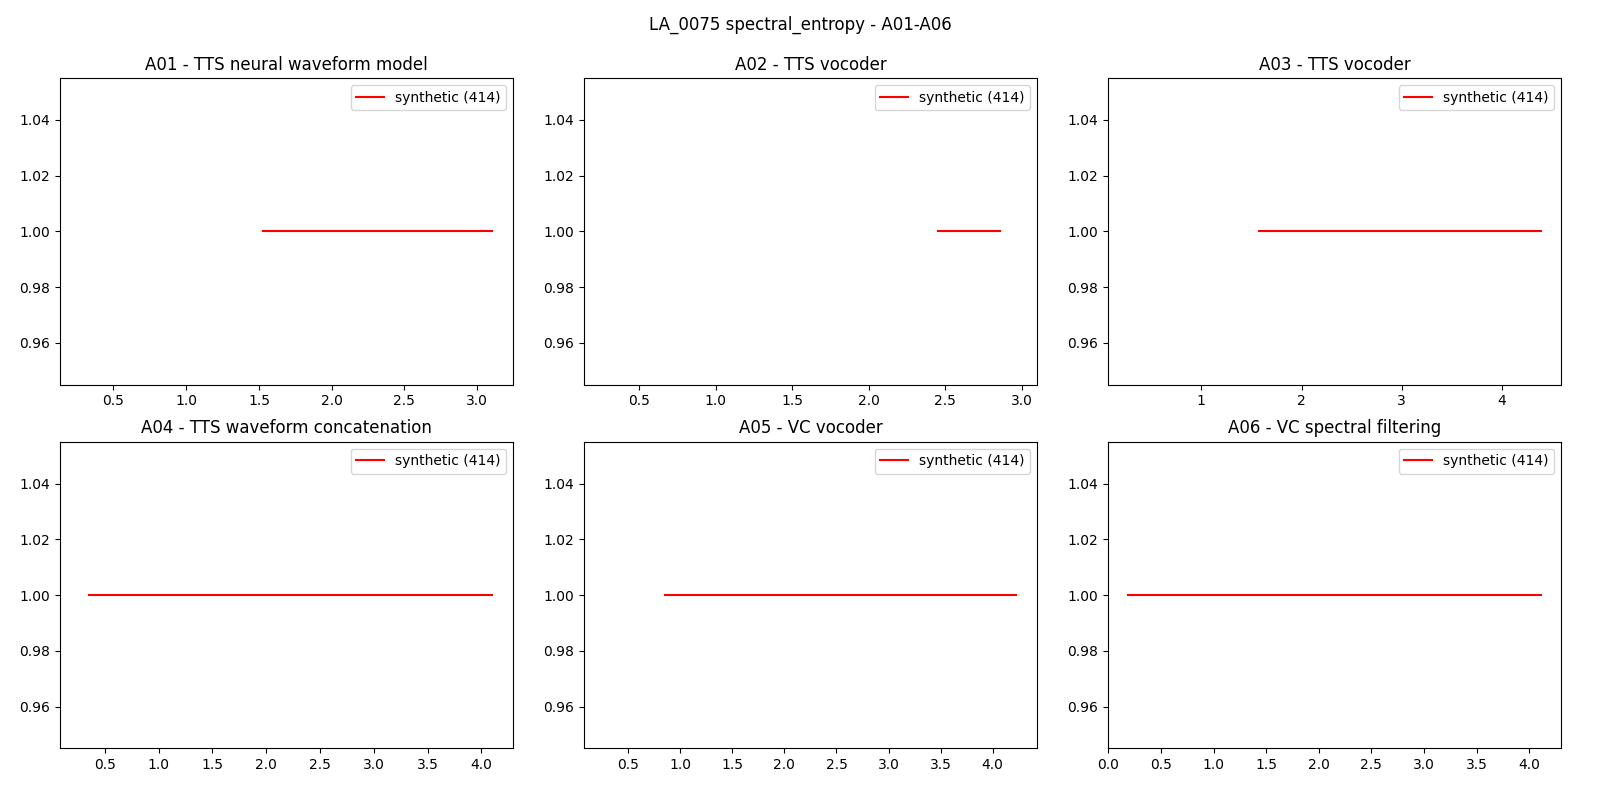 LA_0075 spectral_entropy - A01-A06
A01 - TTS neural waveform model
synthetic (414)
1.04
1.02
1.00
0.98
0.96
0.5 1.0 1.5 2.0 2.5 3.0
A02 - TTS vocoder
synthetic (414)
1.04
1.02
1.00
0.98
0.96
0.5 1.0 1.5 2.0 2.5 3.0
A03 - TTS vocoder
synthetic (414)
1.04
1.02
1.00
0.98
0.96
1 2 3 4
A04 - TTS waveform concatenation
synthetic (414)
1.04
1.02
1.00
0.98
0.96
0.5 1.0 1.5 2.0 2.5 3.0 3.5 4.0
A05 - VC vocoder
synthetic (414)
1.04
1.02
1.00
0.98
0.96
0.5 1.0 1.5 2.0 2.5 3.0 3.5 4.0
A06 - VC spectral filtering
synthetic (414)
1.04
1.02
1.00
0.98
0.96
0.0 0.5 1.0 1.5 2.0 2.5 3.0 3.5 4.0